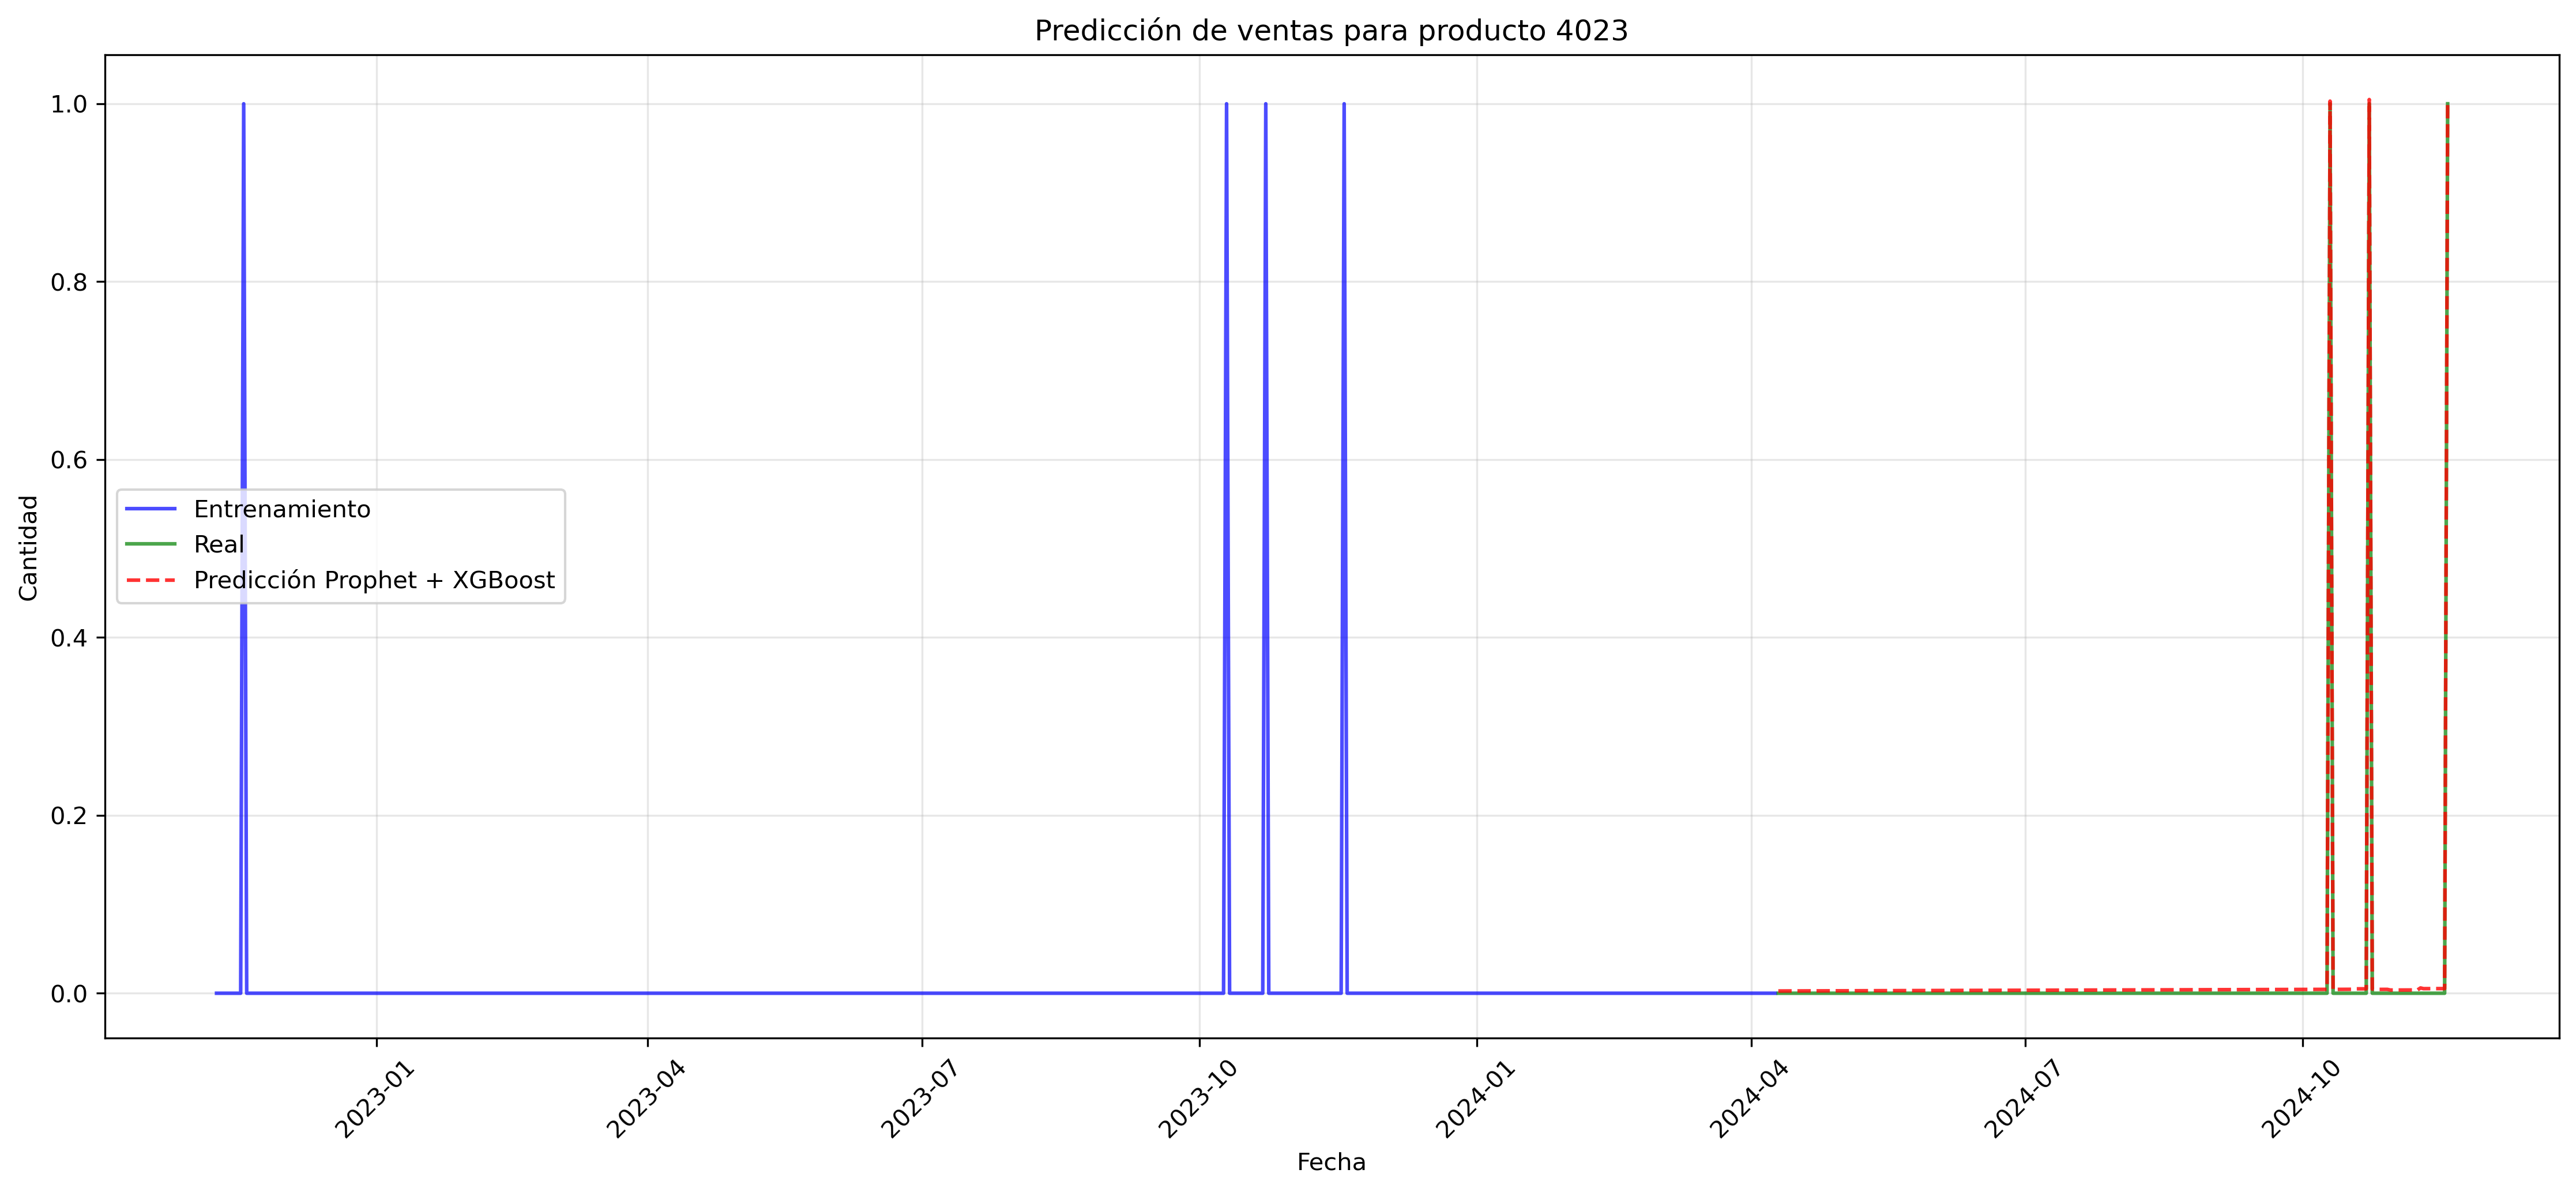 Predicción de ventas para producto 4023
1.0
0.8
0.6
0.4
0.2
0.0
Cantidad
Entrenamiento
Real
Predicción Prophet + XGBoost
2023-01
2023-04
2023-07
2023-10
2024-01
2024-04
2024-07
2024-10
Fecha